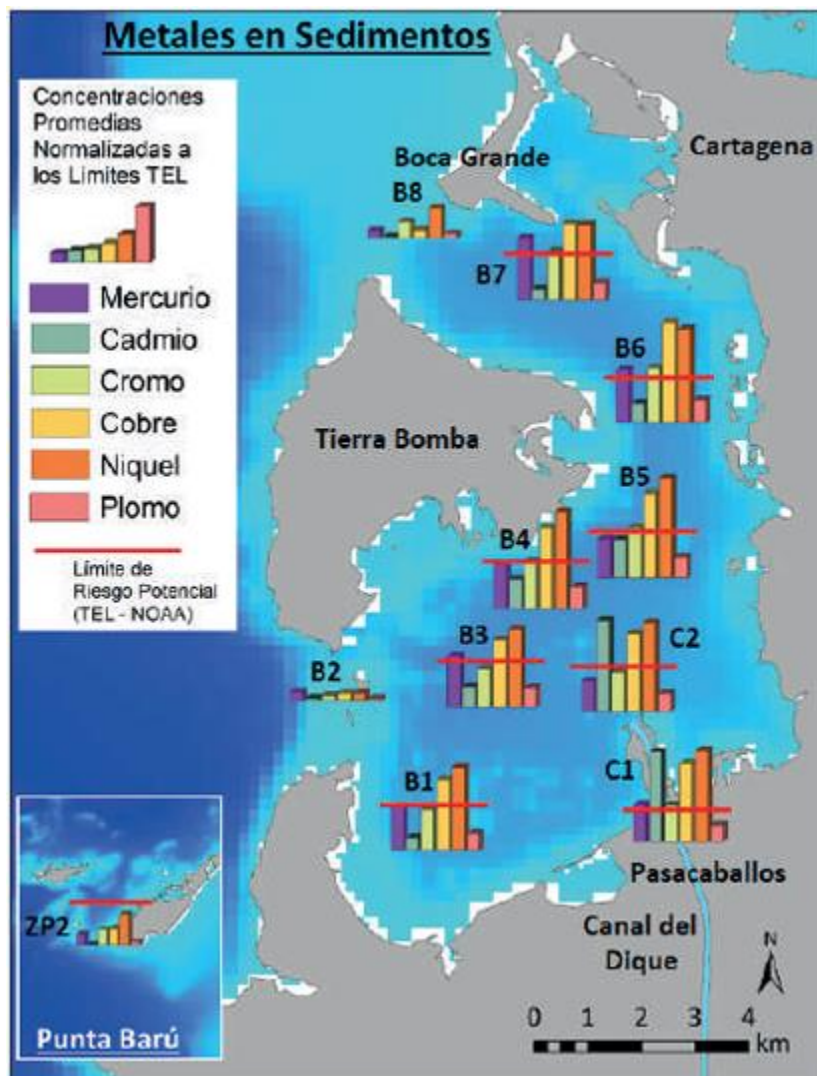 Metales en Sedimentos
Concentraciones
Promedias
Normalizadas a
los Limites TEL
Mercurio
Cadmio
Cromo
Cobre
Niquel
Plomo
Límite de
Riesgo Potencial
(TEL - NOAA)
Boca Grande
Cartagena
B8
B7
B6
Tierra Bomba
B5
B4
B3
C2
B2
B1
C1
Pasacaballos
Canal del
Dique
ZP2
Punta Barú
N
0 1 2 3 4
km